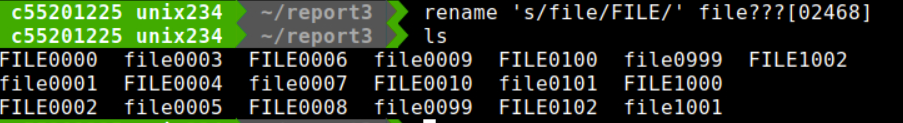 c55201225 unix234 ~/report3 rename 's/file/FILE/' file???[02468]
c55201225 unix234 ~/report3 ls
FILE0000 file0003 FILE0006 file0009 FILE0100 file0999 FILE1002
file0001 FILE0004 file0007 FILE0010 file0101 FILE1000
FILE0002 file0005 FILE0008 file0099 FILE0102 file1001